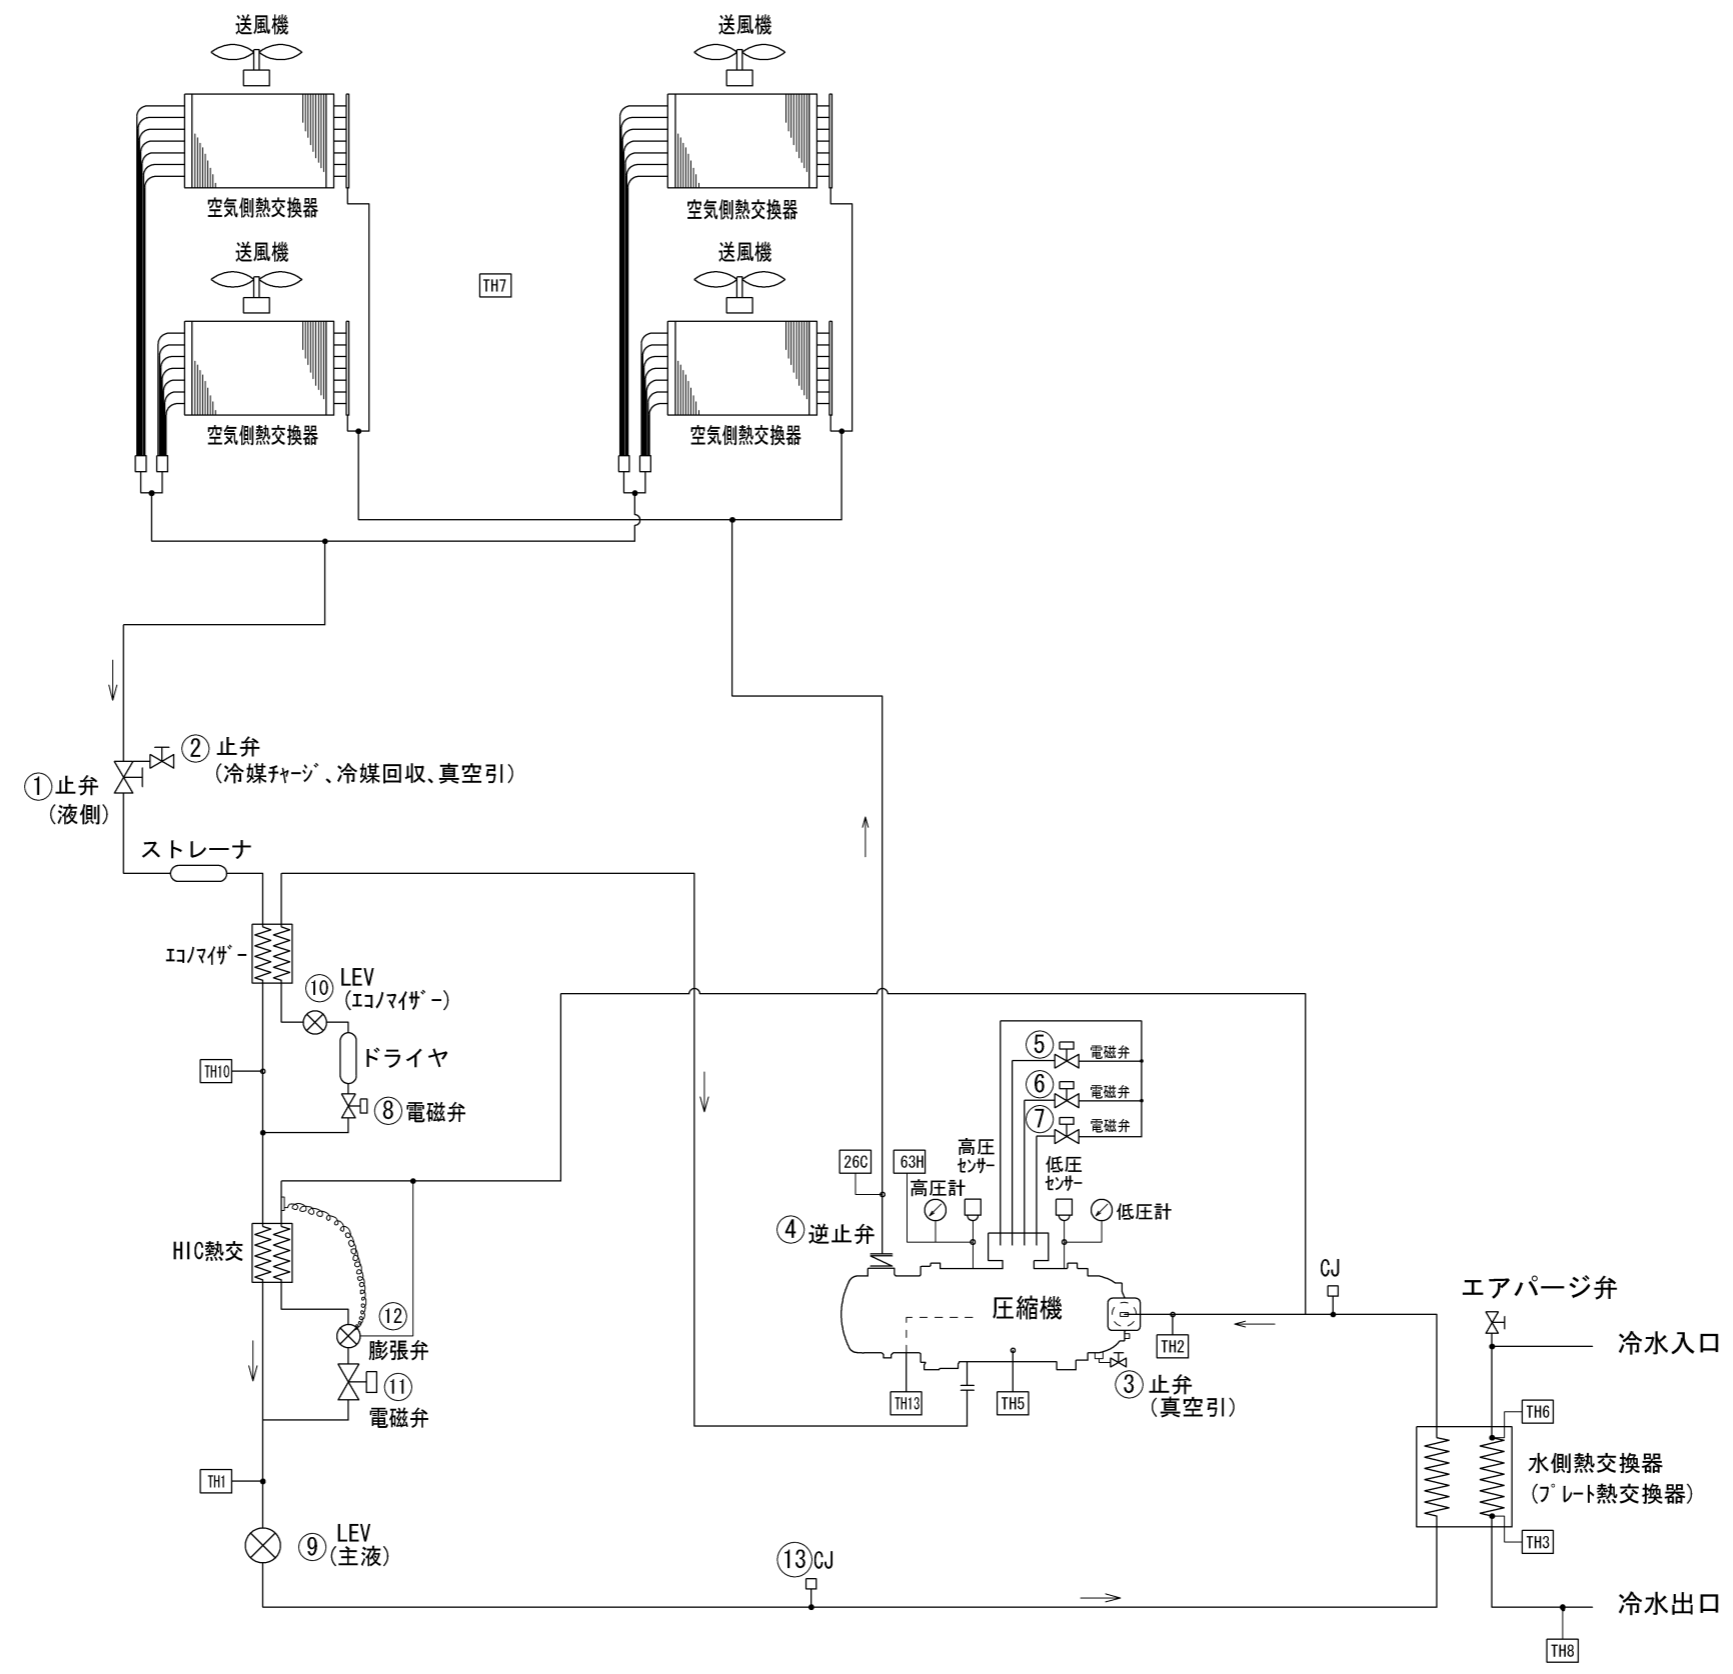 送風機
送風機
空気側熱交換器
空気側熱交換器
送風機
送風機
TH7
空気側熱交換器
空気側熱交換器
② 止弁
(冷媒ﾁｬｰｼﾞ、冷媒回収、真空引)
① 止弁
(液側)
ストレーナ
ｴｺﾉﾏｲｻﾞｰ
⑩ LEV
(ｴｺﾉﾏｲｻﾞｰ)
ドライヤ
TH10
⑧ 電磁弁
⑤ 電磁弁
⑥ 電磁弁
⑦ 電磁弁
26C
63H
高圧
ｾﾝｻｰ
低圧
ｾﾝｻｰ
高圧計
低圧計
④ 逆止弁
HIC熱交
圧縮機
CJ
エアパージ弁
⑫
膨張弁
TH2
冷水入口
⑪
電磁弁
TH13
TH5
③ 止弁
(真空引)
TH6
水側熱交換器
(ﾌﾟﾚｰﾄ熱交換器)
TH1
⑨ LEV
(主液)
TH3
⑬ CJ
冷水出口
TH8